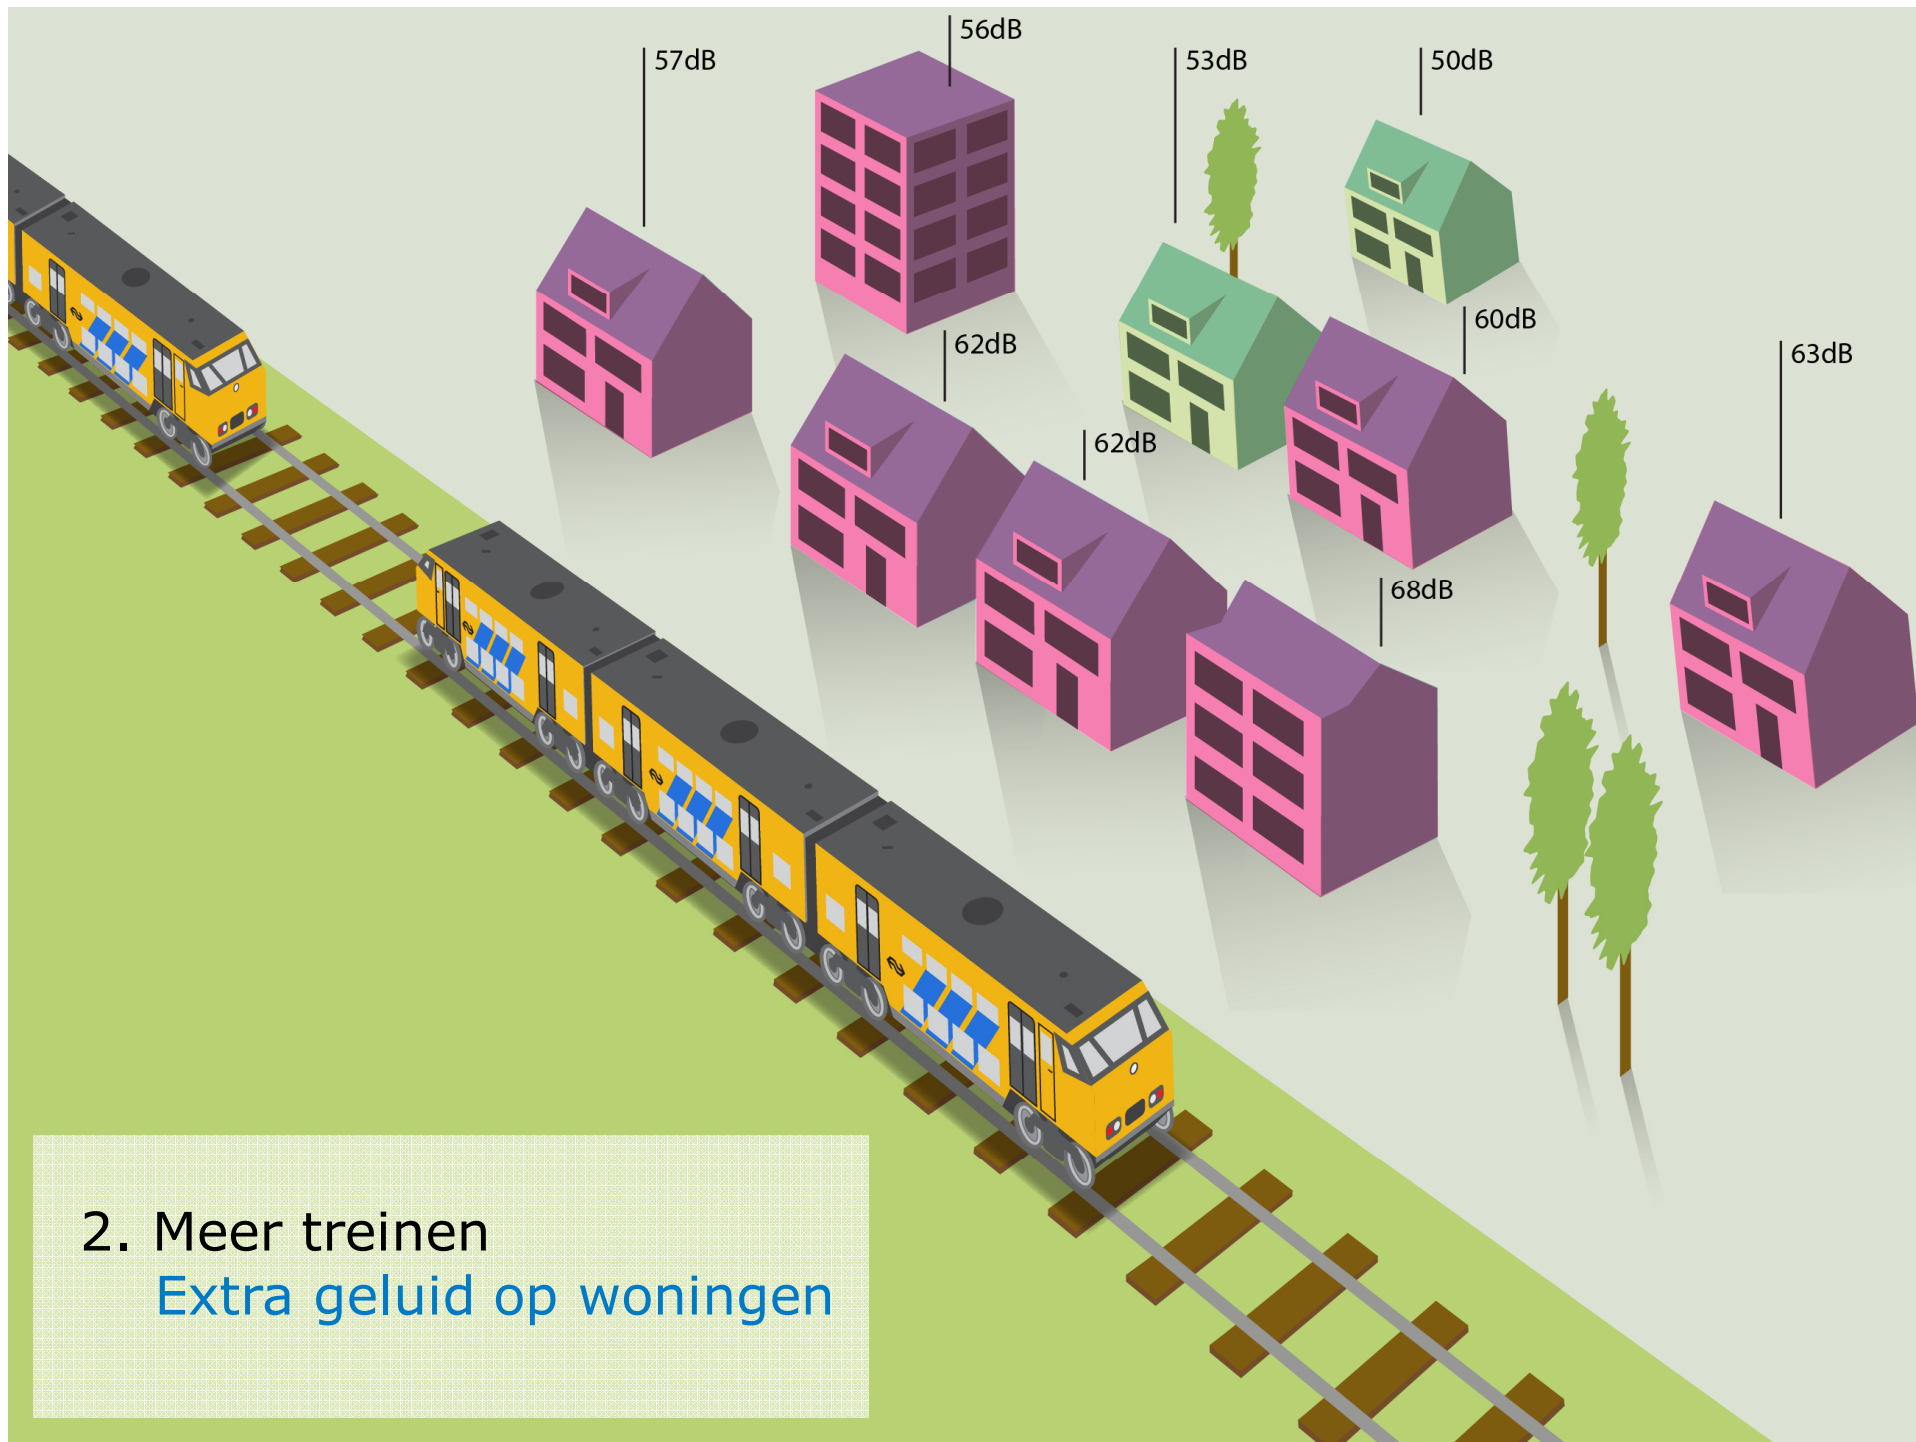 56dB
57dB
53dB
50dB
60dB
62dB
63dB
62dB
68dB
2. Meer treinen
Extra geluid op woningen